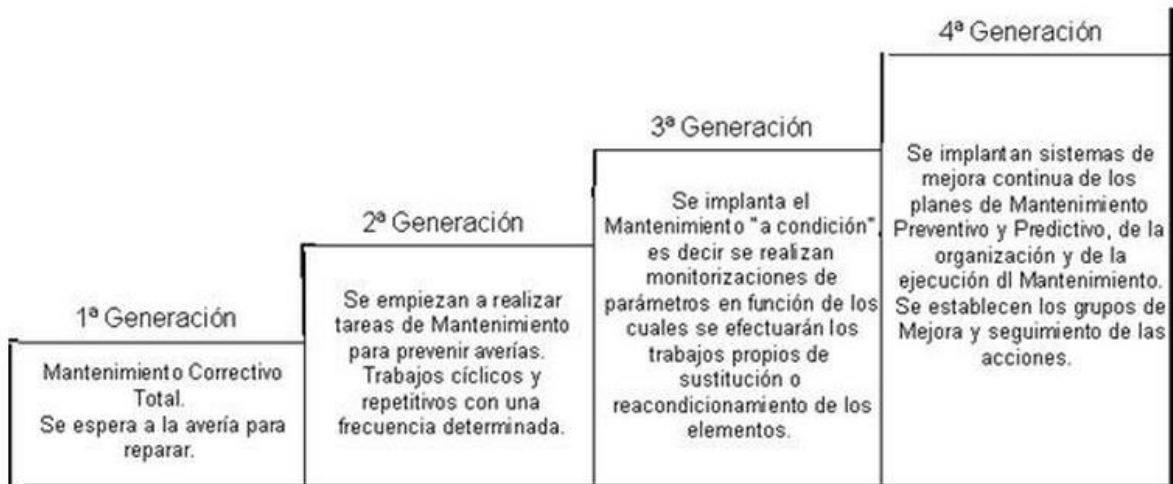 1ª Generación
Mantenimiento Correctivo
Total.
Se espera a la avería para
reparar.
2ª Generación
Se empiezan a realizar
tareas de Mantenimiento
para prevenir averías.
Trabajos cíclicos y
repetitivos con una
frecuencia determinada.
3ª Generación
Se implanta el
Mantenimiento "a condición"
es decir se realizan
monitorizaciones de
parámetros en función de los
cuales se efectuarán los
trabajos propios de
sustitución o
reacondicionamiento de los
elementos.
4ª Generación
Se implantan sistemas de
mejora continua de los
planes de Mantenimiento
Preventivo y Predictivo, de la
organización y de la
ejecución dl Mantenimiento.
Se establecen los grupos de
Mejora y seguimiento de las
acciones.